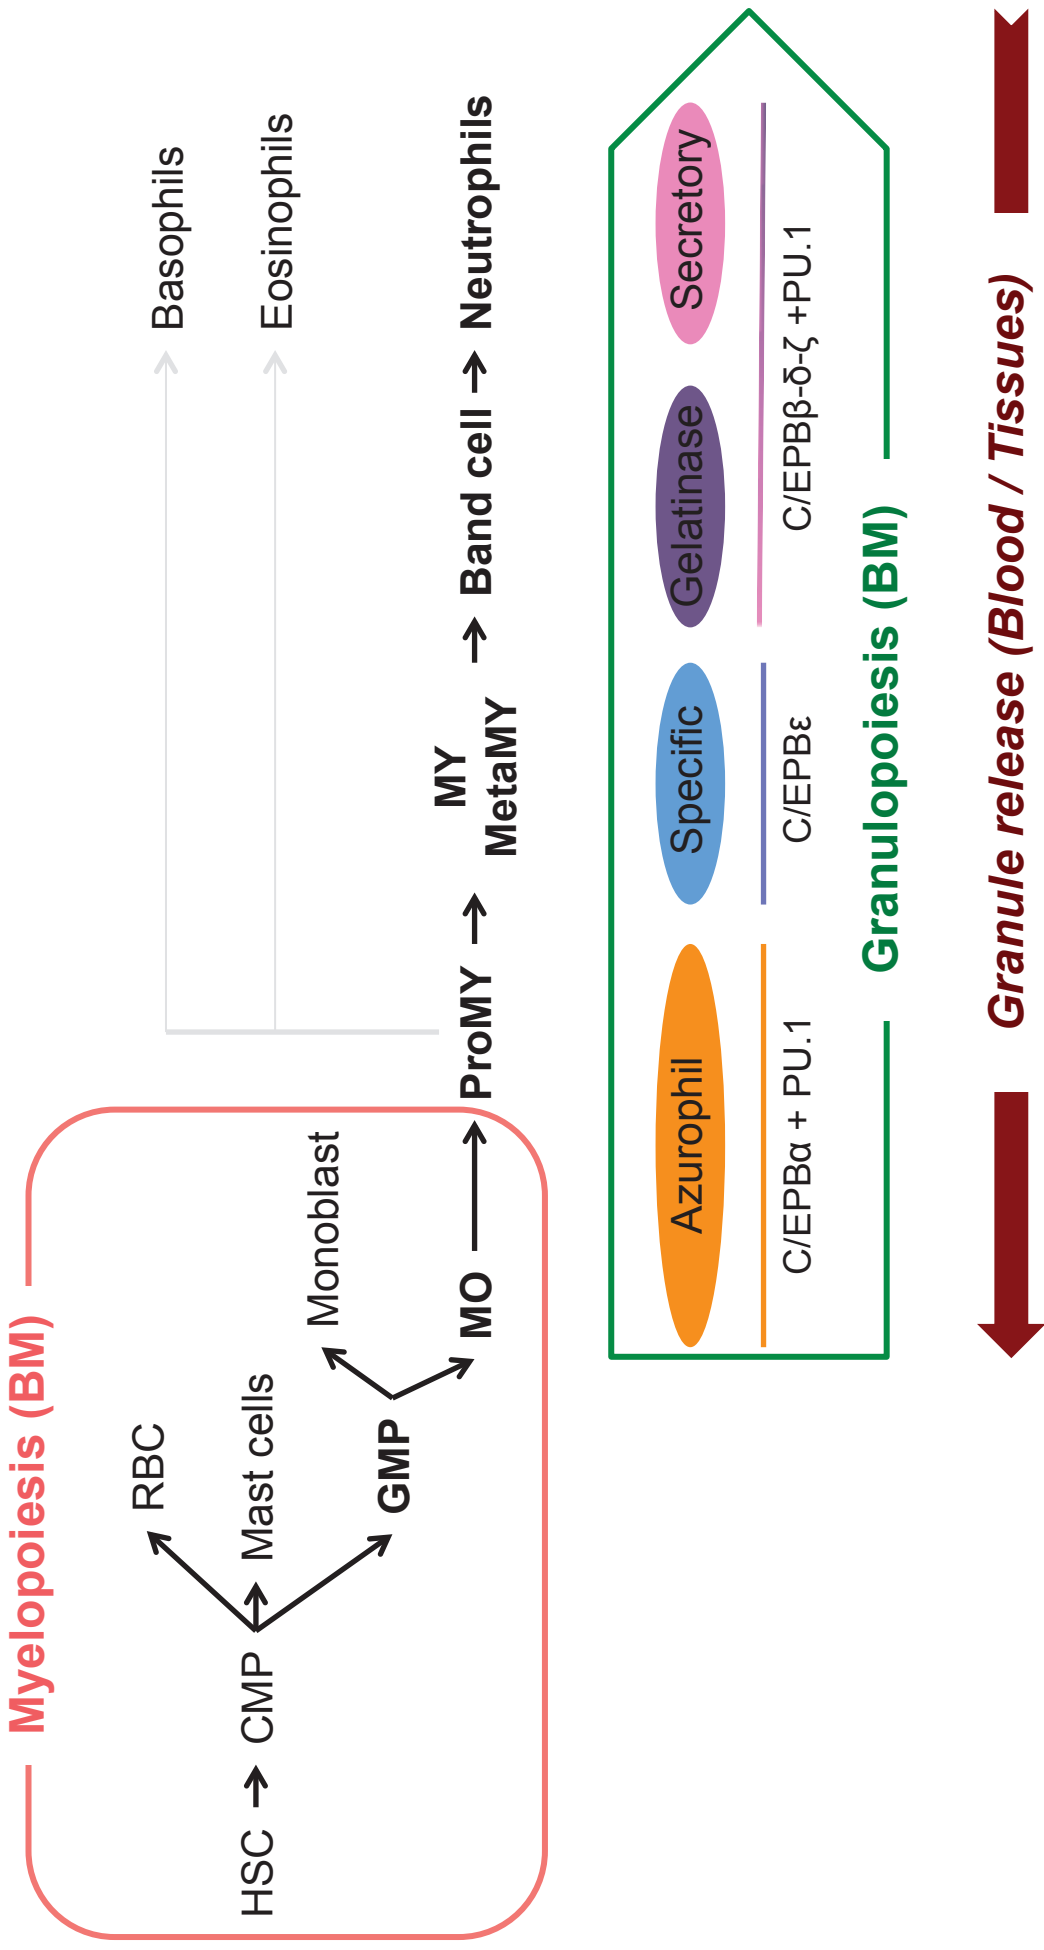 Myelopoiesis (BM)
RBC
Basophils
HSC
CMP
Mast cells
Eosinophils
Monoblast
GMP
MO
ProMY
MY
MetaMY
Band cell
Neutrophils
Azurophil
Specific
Gelatinase
Secretory
C/EPBα + PU.1
C/EPBε
C/EPBβ-δ-ζ +PU.1
Granulopoiesis (BM)
Granule release (Blood / Tissues)